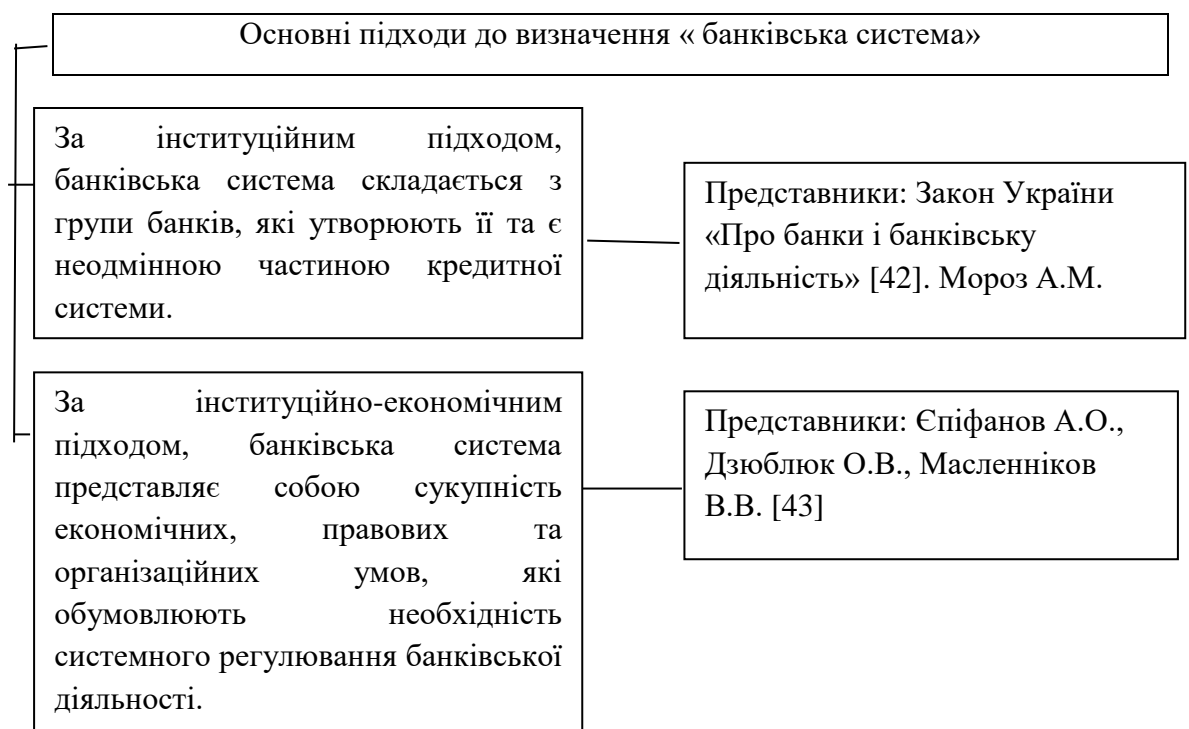 Основні підходи до визначення « банківська система»
За інституційним підходом,
банківська система складається з
групи банків, які утворюють її та є
неодмінною частиною кредитної
системи.
Представники: Закон України
«Про банки і банківську
діяльність» [42]. Мороз А.М.
За інституційно-економічним
підходом, банківська система
представляє собою сукупність
економічних, правових та
організаційних умов, які
обумовлюють необхідність
системного регулювання банківської
діяльності.
Представники: Єпіфанов А.О.,
Дзюблюк О.В., Масленніков
В.В. [43]